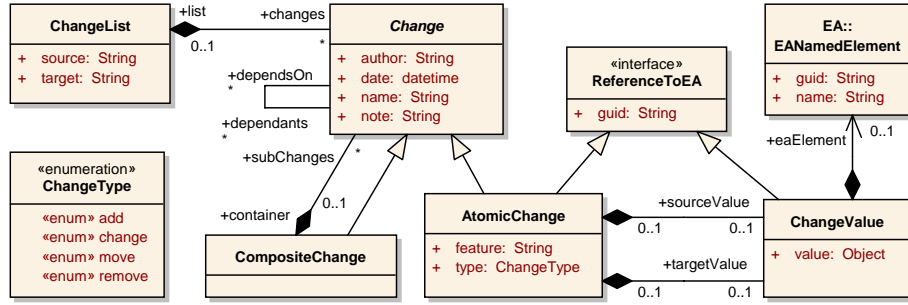 ChangeList
+ source: String
+ target: String
+list
0..1
+changes
*
Change
+ author: String
+ date: datetime
+ name: String
+ note: String
+dependsOn
*
+dependants
*
+subChanges
*
0..1
+container
«interface»
ReferenceToEA
+ guid: String
EA::
EANamedElement
+ guid: String
+ name: String
+eaElement
0..1
«enumeration»
ChangeType
«enum» add
«enum» change
«enum» move
«enum» remove
CompositeChange
AtomicChange
+ feature: String
+ type: ChangeType
+sourceValue
0..1
0..1
+targetValue
0..1
0..1
ChangeValue
+ value: Object